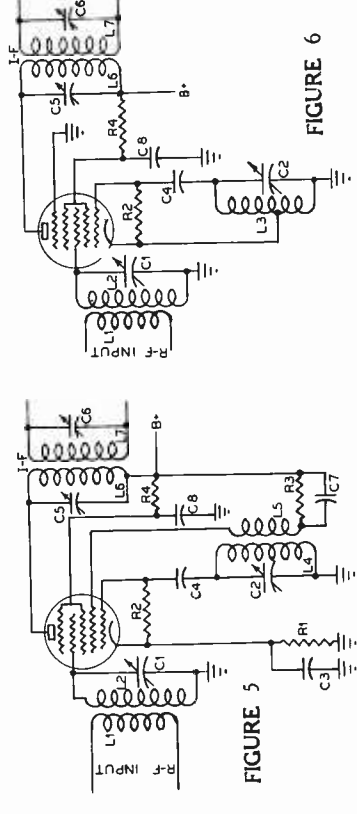 I-F
C5
L6
L7
C6
B+
R4
C8
L2
C1
L1
R-F INPUT
R2
C4
L5
R3
C7
C2
L4
R1
C3
FIGURE 5
I-F
C5
L6
L7
C6
B+
R4
C8
L2
C1
L1
R-F INPUT
R2
C4
L3
C2
FIGURE 6